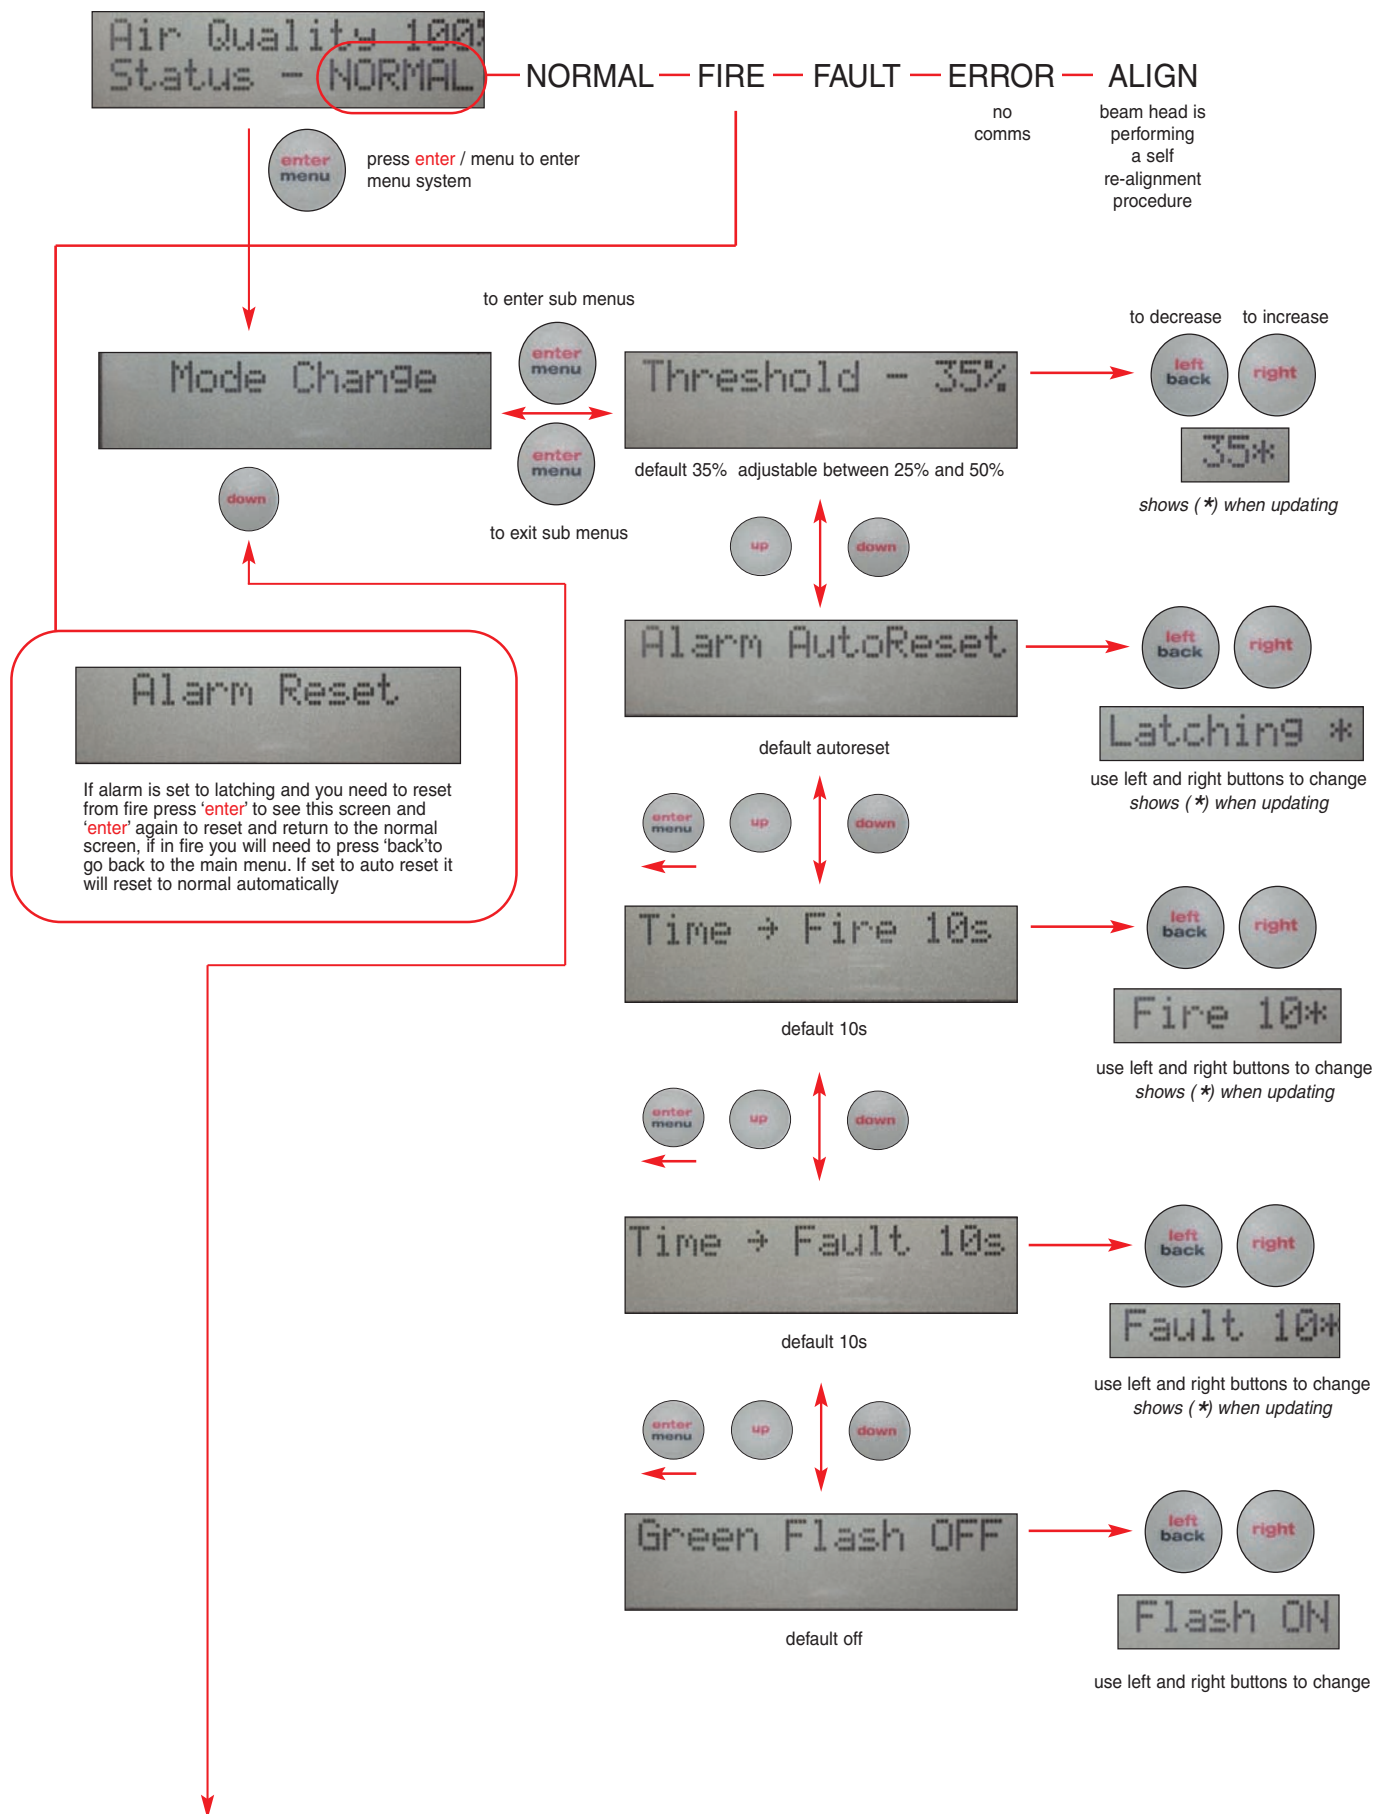 Air Quality 100%
Status - NORMAL
NORMAL FIRE FAULT ERROR ALIGN
no
comms
beam head is
performing
a self
re-alignment
procedure
enter
menu
press enter / menu to enter
menu system
to enter sub menus
enter
menu
Mode Change
enter
menu
to exit sub menus
down
Threshold - 35%
default 35% adjustable between 25% and 50%
to decrease to increase
left
back
right
35*
shows (*) when updating
up
down
Alarm AutoReset
default autoreset
left
back
right
Latching *
use left and right buttons to change
shows (*) when updating
Alarm Reset
If alarm is set to latching and you need to reset
from fire press ‘enter’ to see this screen and
‘enter’ again to reset and return to the normal
screen, if in fire you will need to press ‘back’to
go back to the main menu. If set to auto reset it
will reset to normal automatically
enter
menu
up
down
Time → Fire 10s
default 10s
left
back
right
Fire 10*
use left and right buttons to change
shows (*) when updating
enter
menu
up
down
Time → Fault 10s
default 10s
left
back
right
Fault 10*
use left and right buttons to change
shows (*) when updating
enter
menu
up
down
Green Flash OFF
default off
left
back
right
Flash ON
use left and right buttons to change